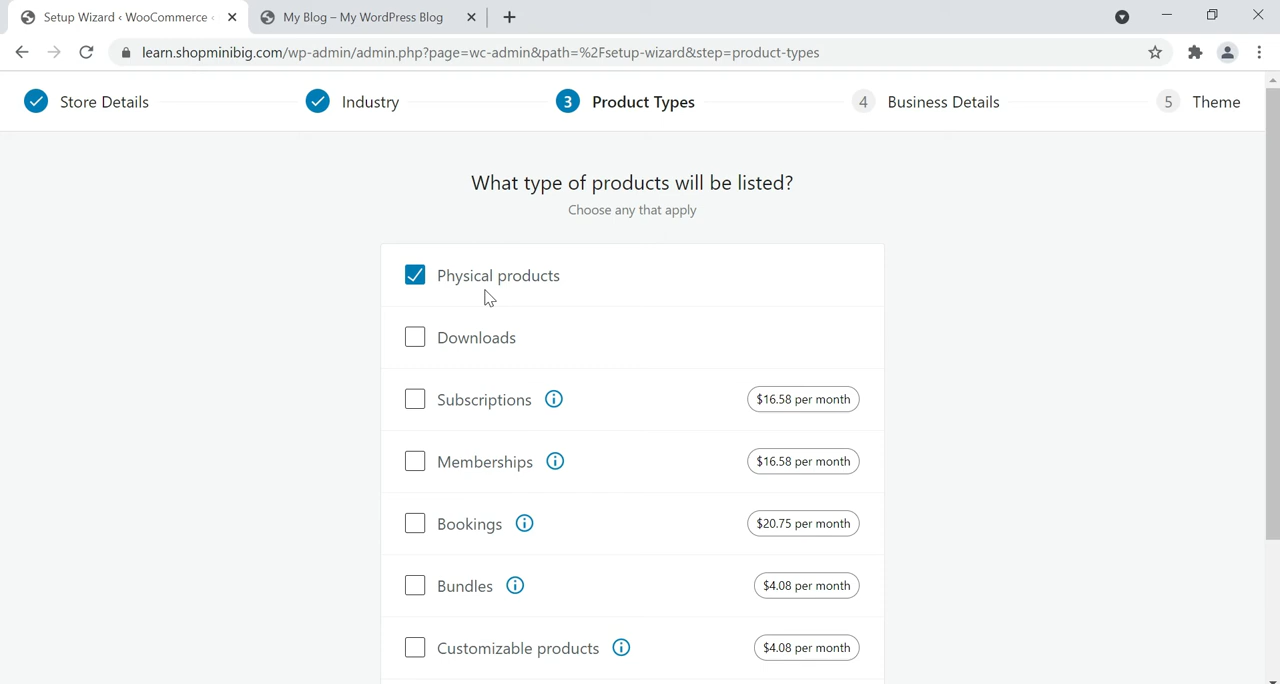 Setup Wizard ‹ WooCommerce ‹
My Blog – My WordPress Blog
learn.shopminibig.com/wp-admin/admin.php?page=wc-admin&path=%2Fsetup-wizard&step=product-types
Store Details
Industry
3 Product Types
4 Business Details
5 Theme
What type of products will be listed?
Choose any that apply
Physical products
Downloads
Subscriptions i $16.58 per month
Memberships i $16.58 per month
Bookings i $20.75 per month
Bundles i $4.08 per month
Customizable products i $4.08 per month